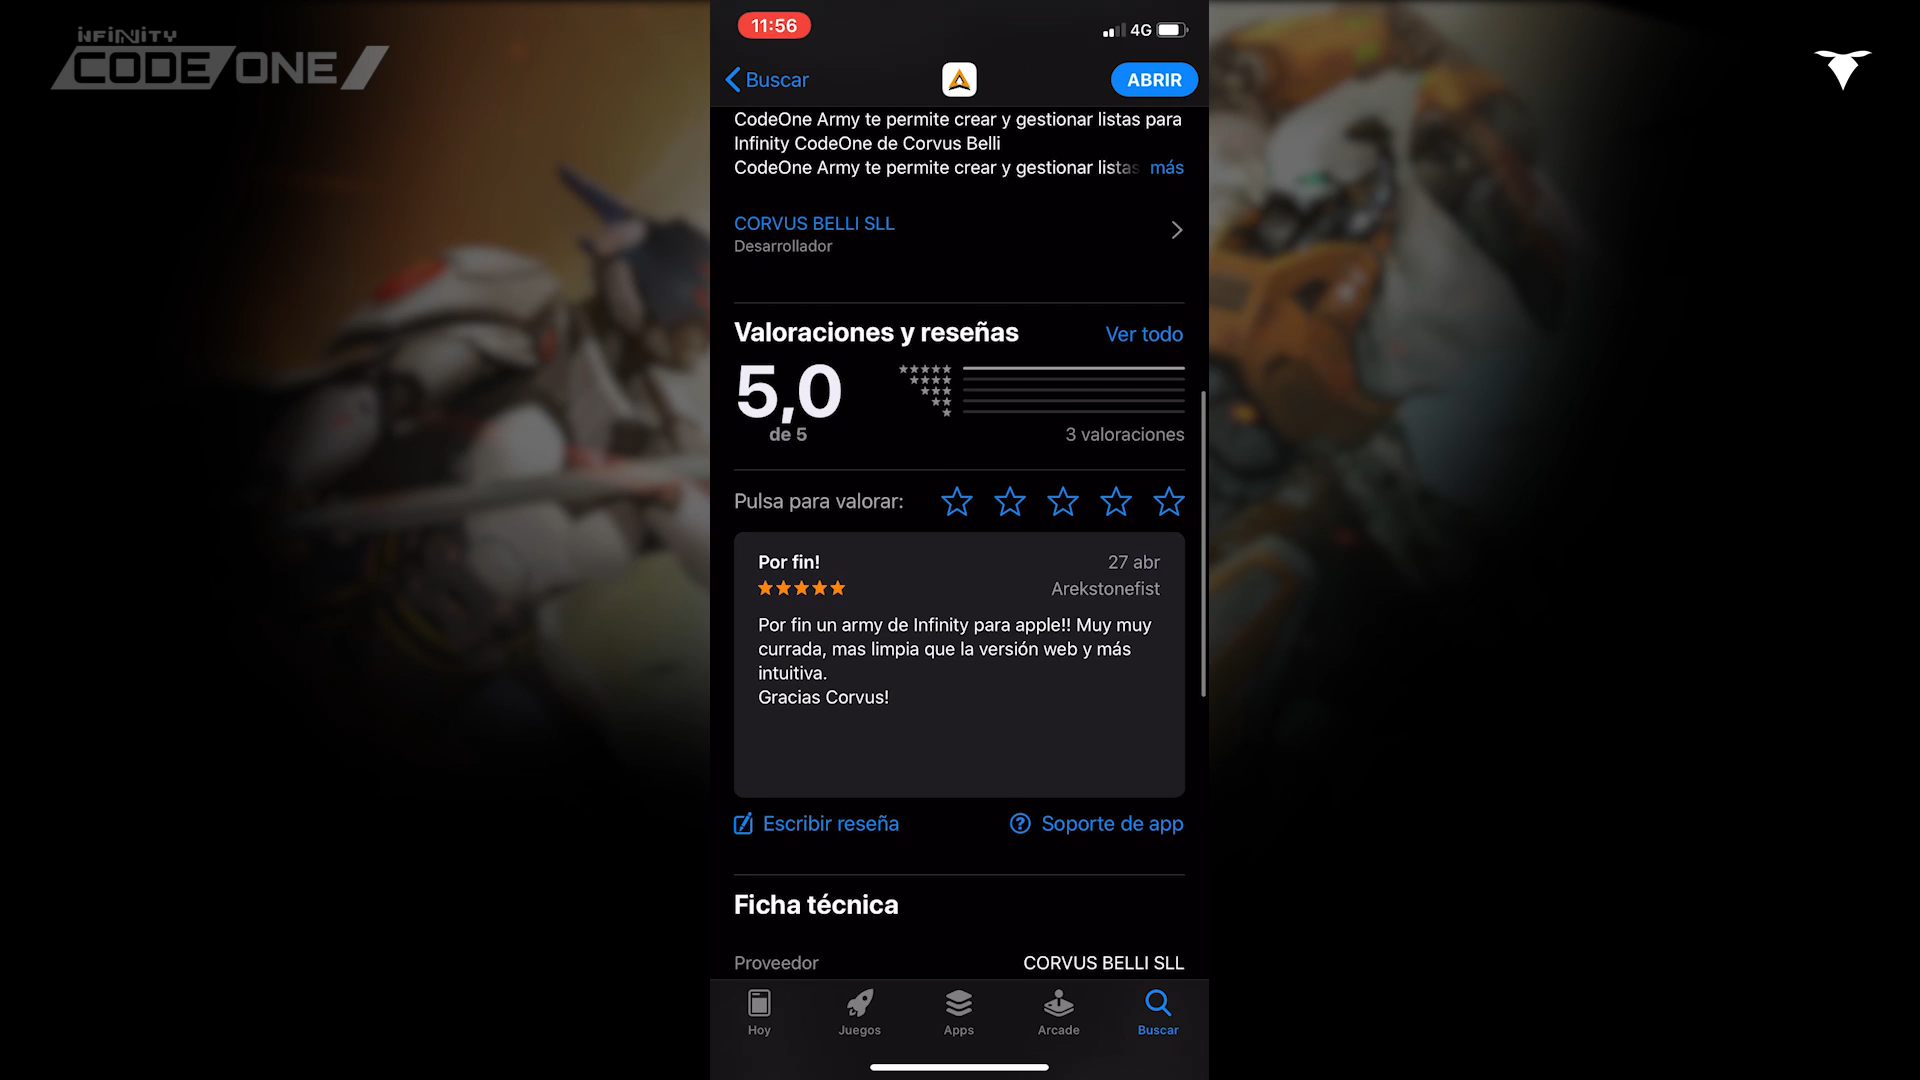 INFINITY
CODE ONE
11:56
4G
Buscar
ABRIR
CodeOne Army te permite crear y gestionar listas para
Infinity CodeOne de Corvus Belli
CodeOne Army te permite crear y gestionar listas más
CORVUS BELLI SLL
Desarrollador
Valoraciones y reseñas
Ver todo
5,0
de 5
3 valoraciones
Pulsa para valorar:
Por fin!
27 abr
Arekstonefist
Por fin un army de Infinity para apple!! Muy muy
currada, mas limpia que la versión web y más
intuitiva.
Gracias Corvus!
Escribir reseña
Soporte de app
Ficha técnica
Proveedor
CORVUS BELLI SLL
Hoy
Juegos
Apps
Arcade
Buscar